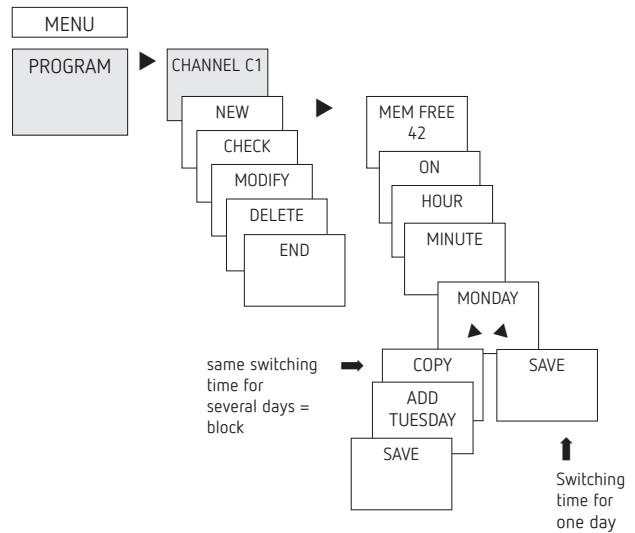 MENU
PROGRAM
CHANNEL C1
NEW
CHECK
MODIFY
DELETE
END
MEM FREE
42
ON
HOUR
MINUTE
MONDAY
same switching
time for
several days =
block
COPY
ADD
TUESDAY
SAVE
SAVE
Switching
time for
one day